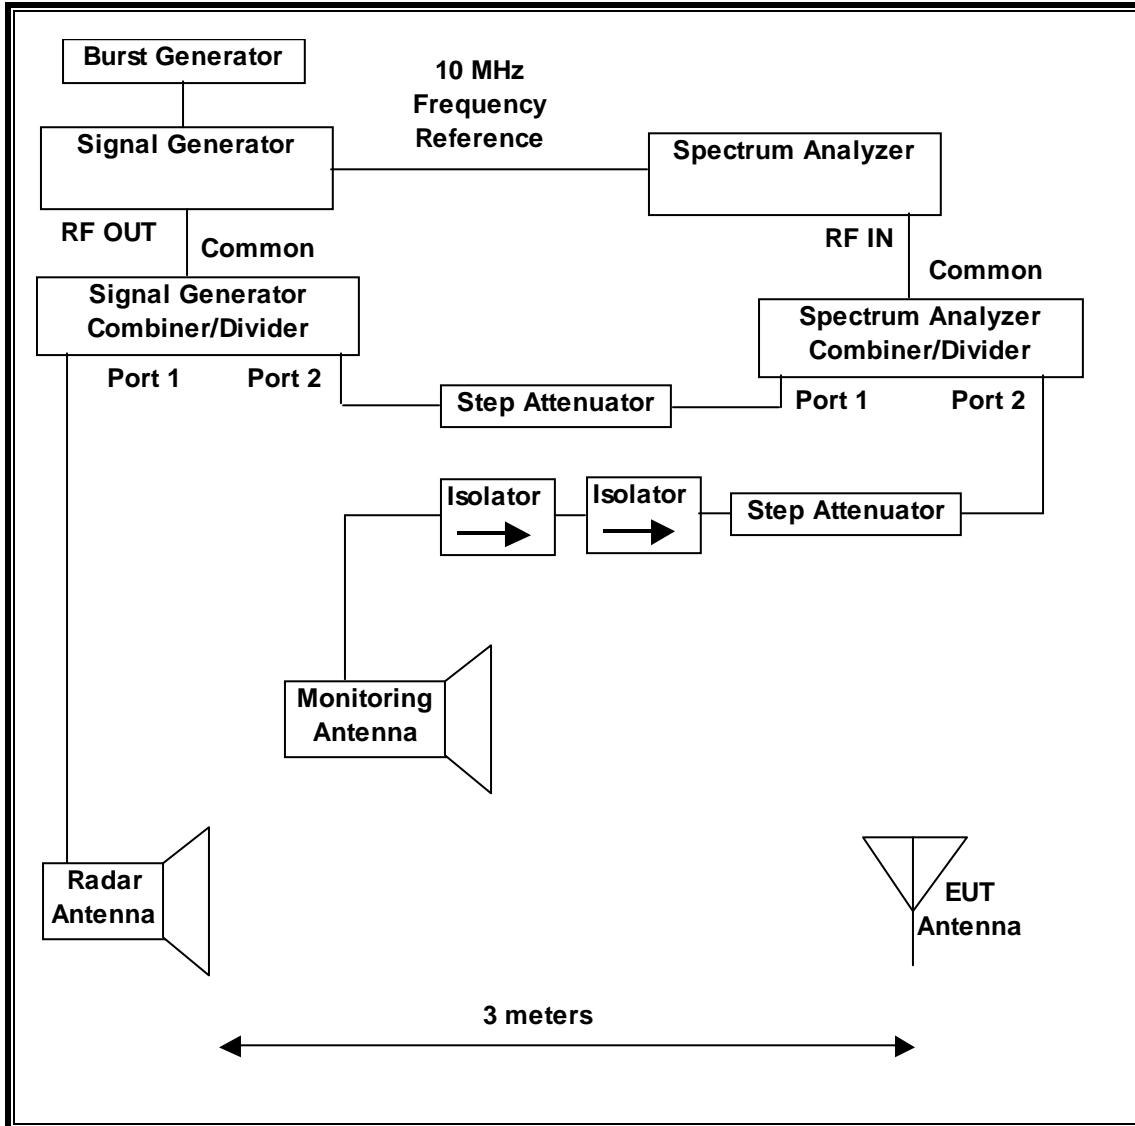 Burst Generator
10 MHz
Frequency
Reference
Signal Generator
Spectrum Analyzer
RF OUT
Common
RF IN
Common
Signal Generator
Combiner/Divider
Spectrum Analyzer
Combiner/Divider
Port 1
Port 2
Step Attenuator
Port 1
Port 2
Isolator
Isolator
Step Attenuator
Monitoring
Antenna
Radar
Antenna
EUT
Antenna
3 meters